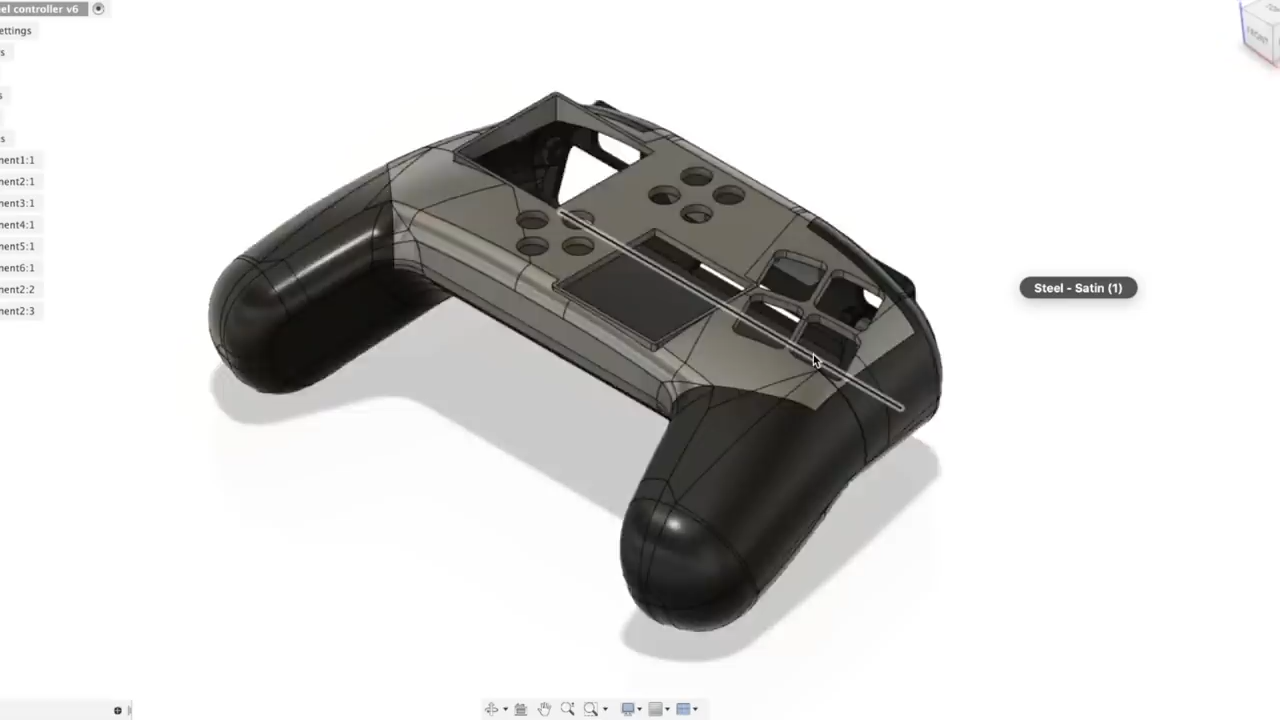 el controller v6
ettings
s
s
s
nent1:1
nent2:1
nent3:1
nent4:1
nent5:1
nent6:1
nent2:2
nent2:3
Steel - Satin (1)
FRONT